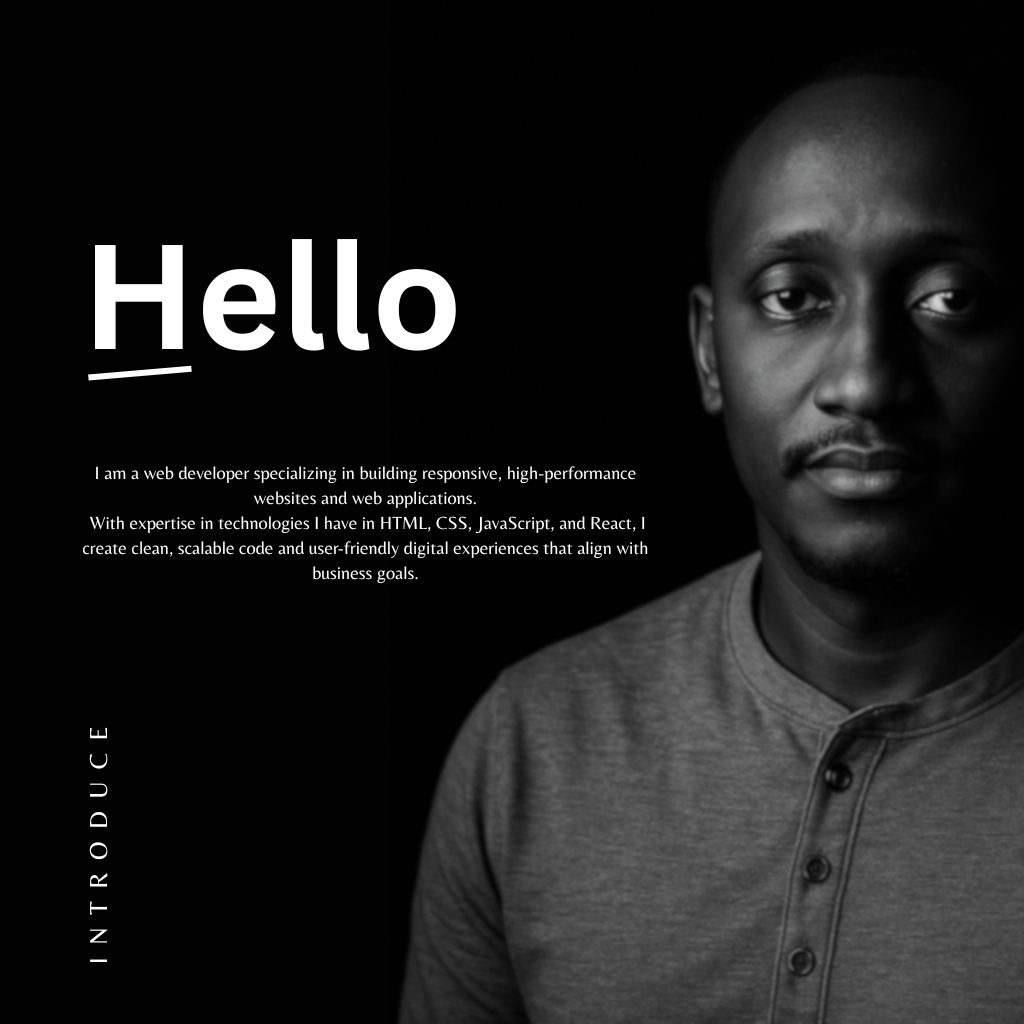 Hello
I am a web developer specializing in building responsive, high-performance
websites and web applications.
With expertise in technologies I have in HTML, CSS, JavaScript, and React, I
create clean, scalable code and user-friendly digital experiences that align with
business goals.
INTRODUCE